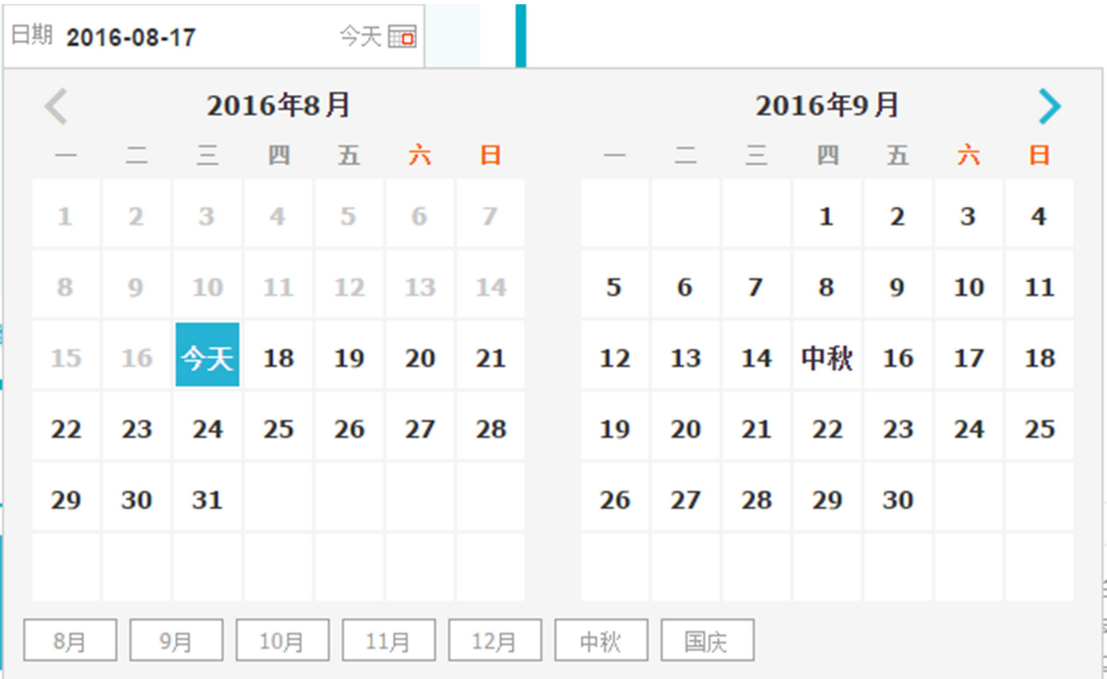 日期 2016-08-17 今天
2016年8月 2016年9月
一 二 三 四 五 六 日 一 二 三 四 五 六 日
1 2 3 4 5 6 7 1 2 3 4
8 9 10 11 12 13 14 5 6 7 8 9 10 11
15 16 今天 18 19 20 21 12 13 14 中秋 16 17 18
22 23 24 25 26 27 28 19 20 21 22 23 24 25
29 30 31 26 27 28 29 30
8月 9月 10月 11月 12月 中秋 国庆